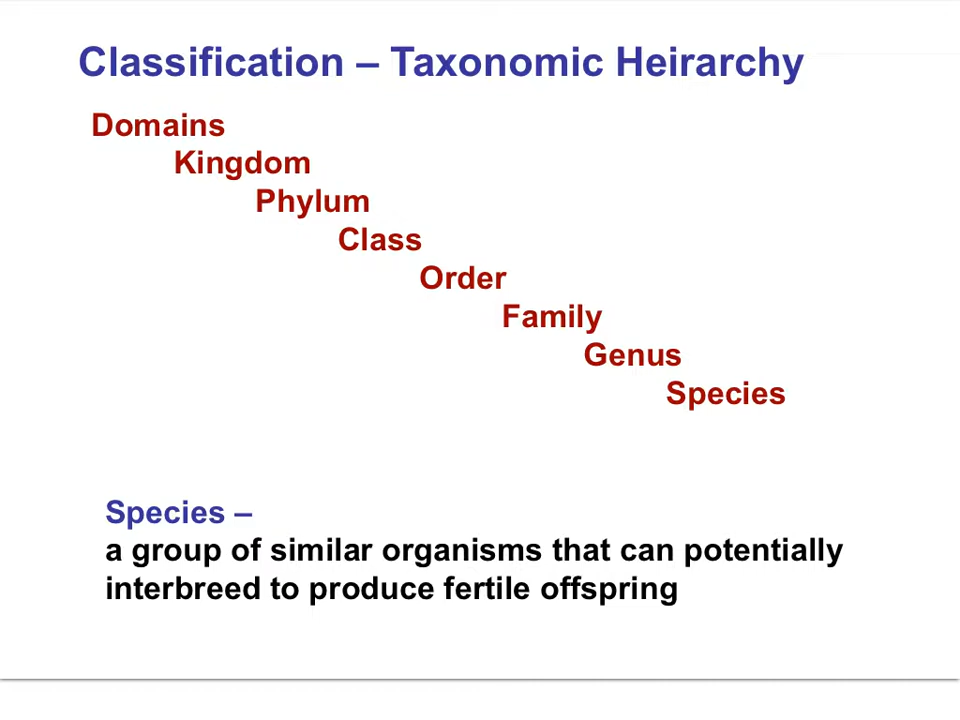 Classification – Taxonomic Heirarchy
Domains
Kingdom
Phylum
Class
Order
Family
Genus
Species
Species –
a group of similar organisms that can potentially
interbreed to produce fertile offspring